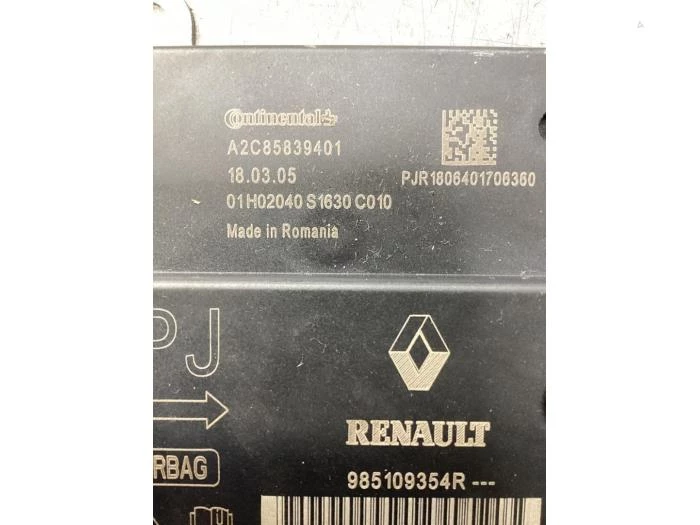 Continental
A2C85839401
18.03.05
PJR1806401706360
01H02040 S1630 C010
Made in Romania
PJ
RENAULT
RBAG
985109354R ---